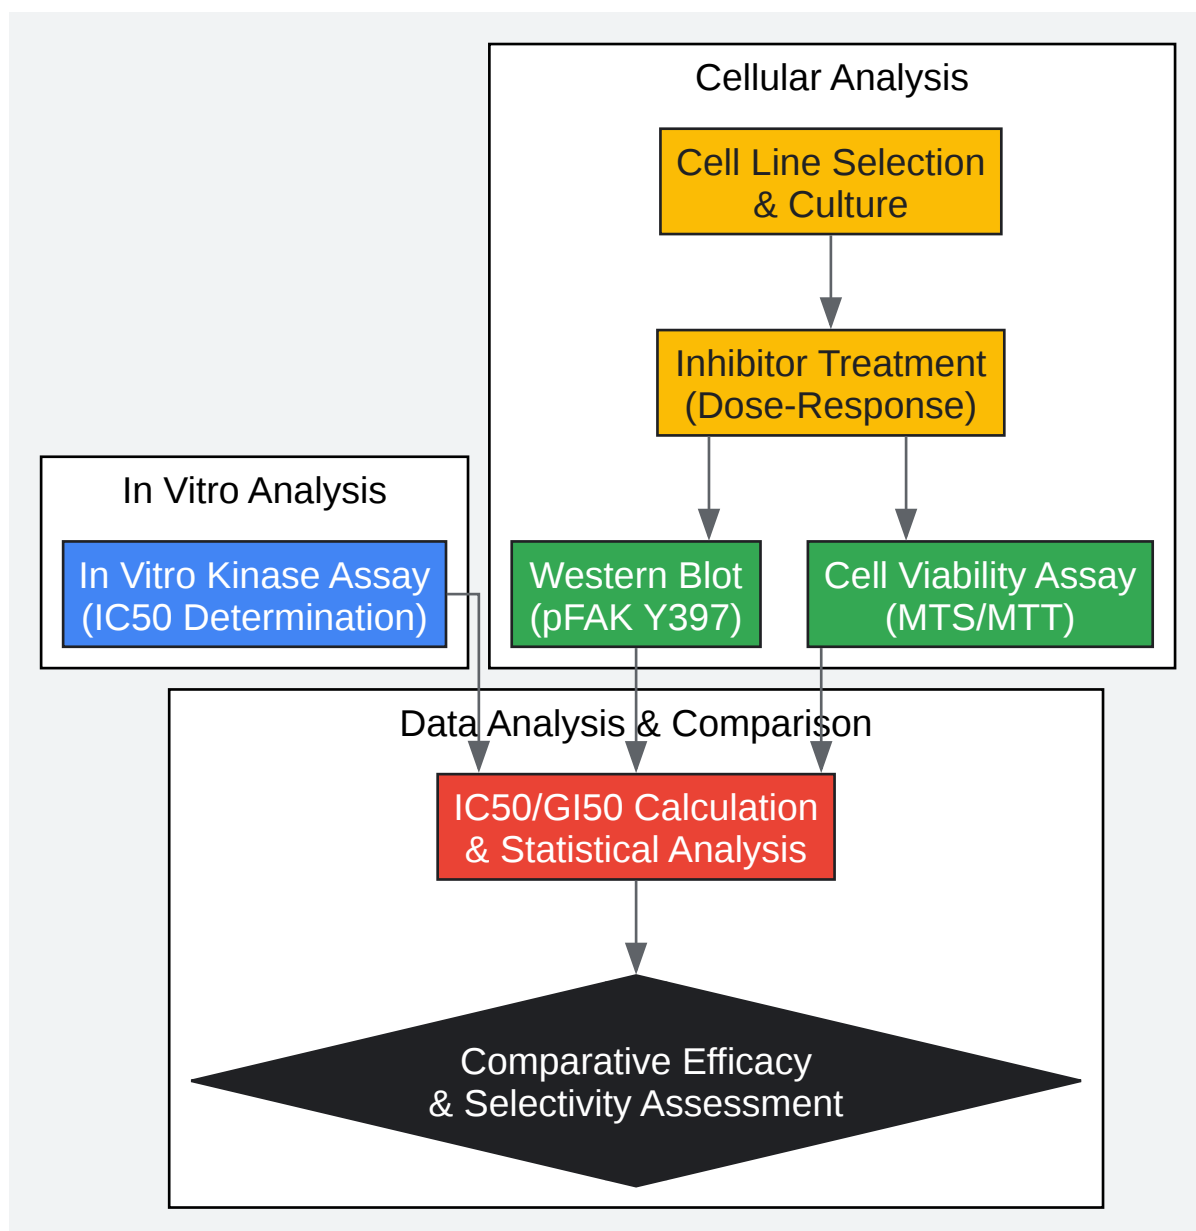 Cellular Analysis
Cell Line Selection
& Culture
Inhibitor Treatment
(Dose-Response)
In Vitro Analysis
In Vitro Kinase Assay
(IC50 Determination)
Western Blot
(pFAK Y397)
Cell Viability Assay
(MTS/MTT)
Data Analysis & Comparison
IC50/GI50 Calculation
& Statistical Analysis
Comparative Efficacy
& Selectivity Assessment